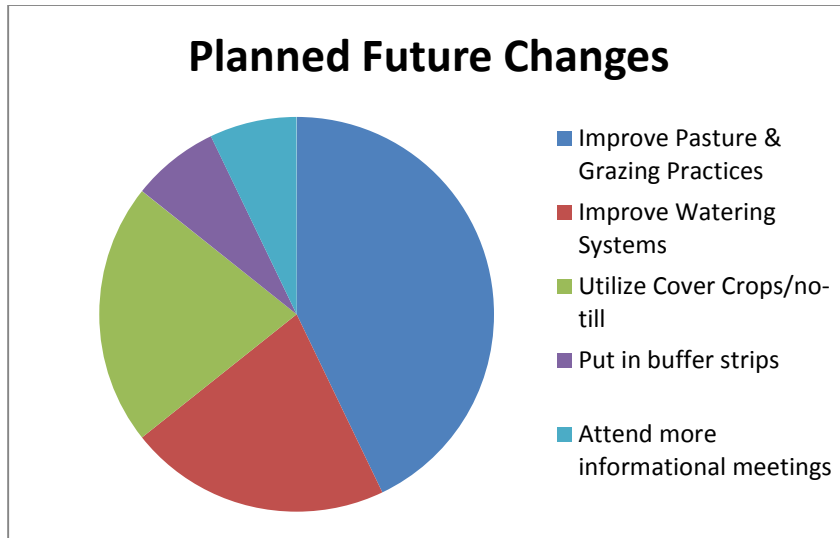 Planned Future Changes
Improve Pasture &
Grazing Practices
Improve Watering
Systems
Utilize Cover Crops/no-
till
Put in buffer strips
Attend more
informational meetings